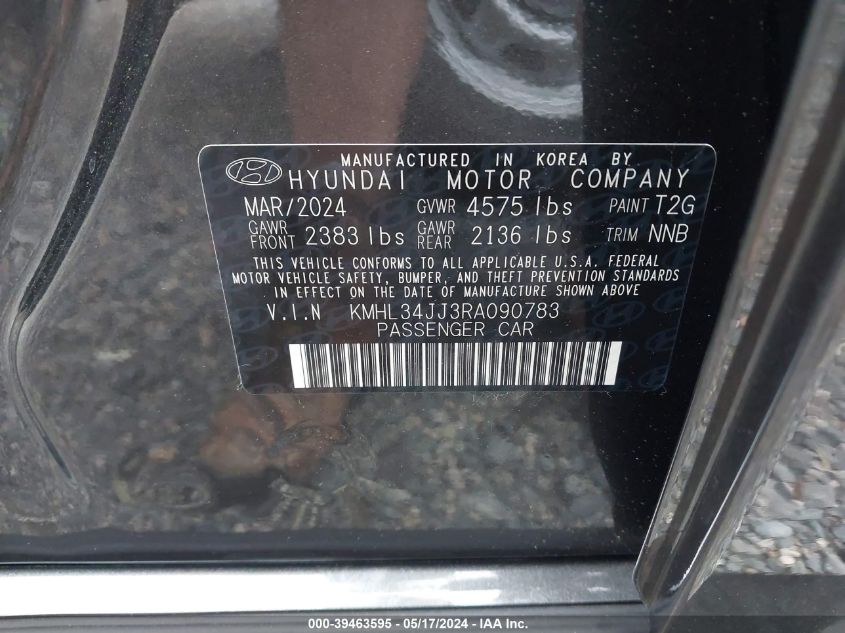 MANUFACTURED IN KOREA BY
HYUNDAI MOTOR COMPANY
MAR/2024 GVWR 4575 lbs PAINT T2G
GAWR FRONT 2383 lbs GAWR REAR 2136 lbs TRIM NNB
THIS VEHICLE CONFORMS TO ALL APPLICABLE U.S.A. FEDERAL
MOTOR VEHICLE SAFETY, BUMPER, AND THEFT PREVENTION STANDARDS
IN EFFECT ON THE DATE OF MANUFACTURE SHOWN ABOVE
V.I.N KMHL34JJ3RA090783
PASSENGER CAR
000-39463595 - 05/17/2024 - IAA Inc.